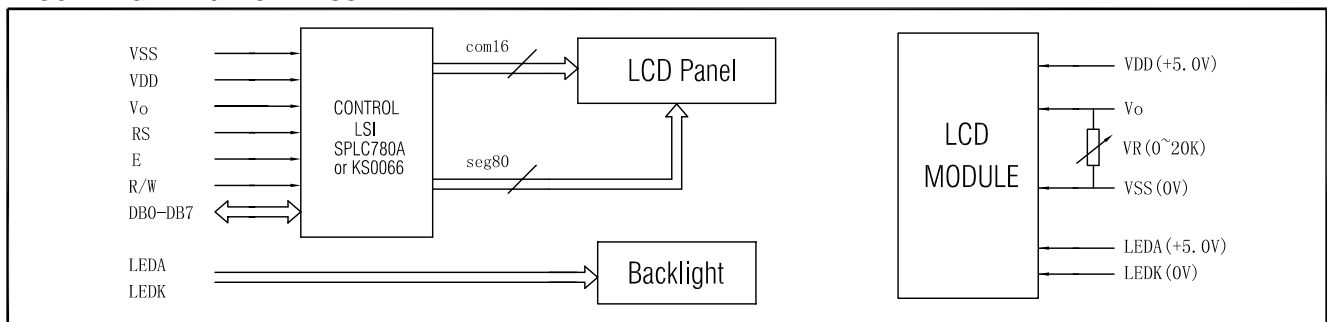 VSS
VDD
Vo
RS
E
R/W
DB0-DB7
LEDA
LEDK
CONTROL
LSI
SPLC780A
or KS0066
com16
seg80
LCD Panel
Backlight
LCD
MODULE
VDD(+5.0V)
Vo
VR(0~20K)
VSS(0V)
LEDA(+5.0V)
LEDK(0V)